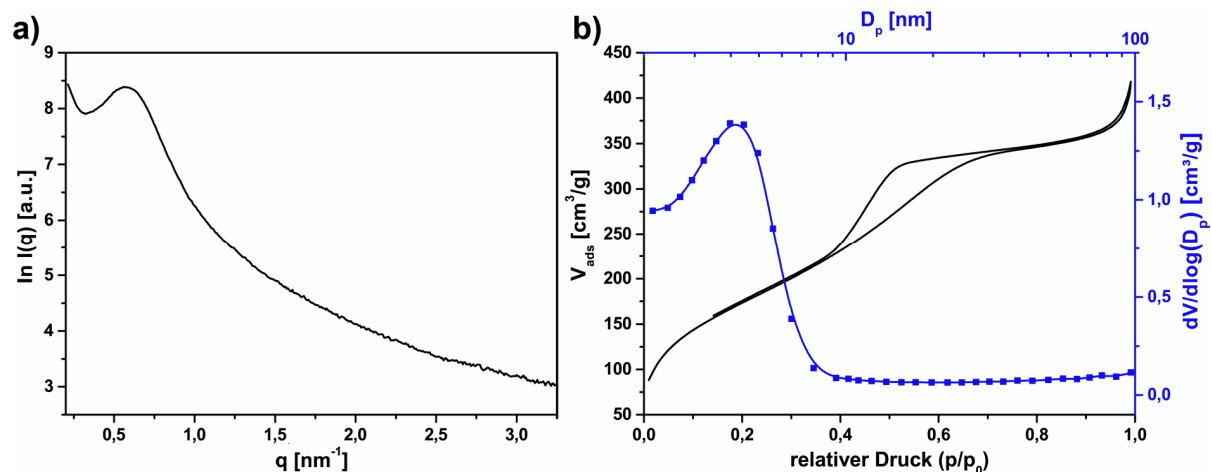 a)
ln I(q) [a.u.]
9
8
7
6
5
4
3
0,5 1,0 1,5 2,0 2,5 3,0
q [nm⁻¹]
b)
Dₚ [nm]
10 100
Vads [cm³/g]
450
400
350
300
250
200
150
100
50
1,5
1,0
0,5
0,0
dV/dlog(Dₚ) [cm³/g]
0,0 0,2 0,4 0,6 0,8 1,0
relativer Druck (p/p₀)